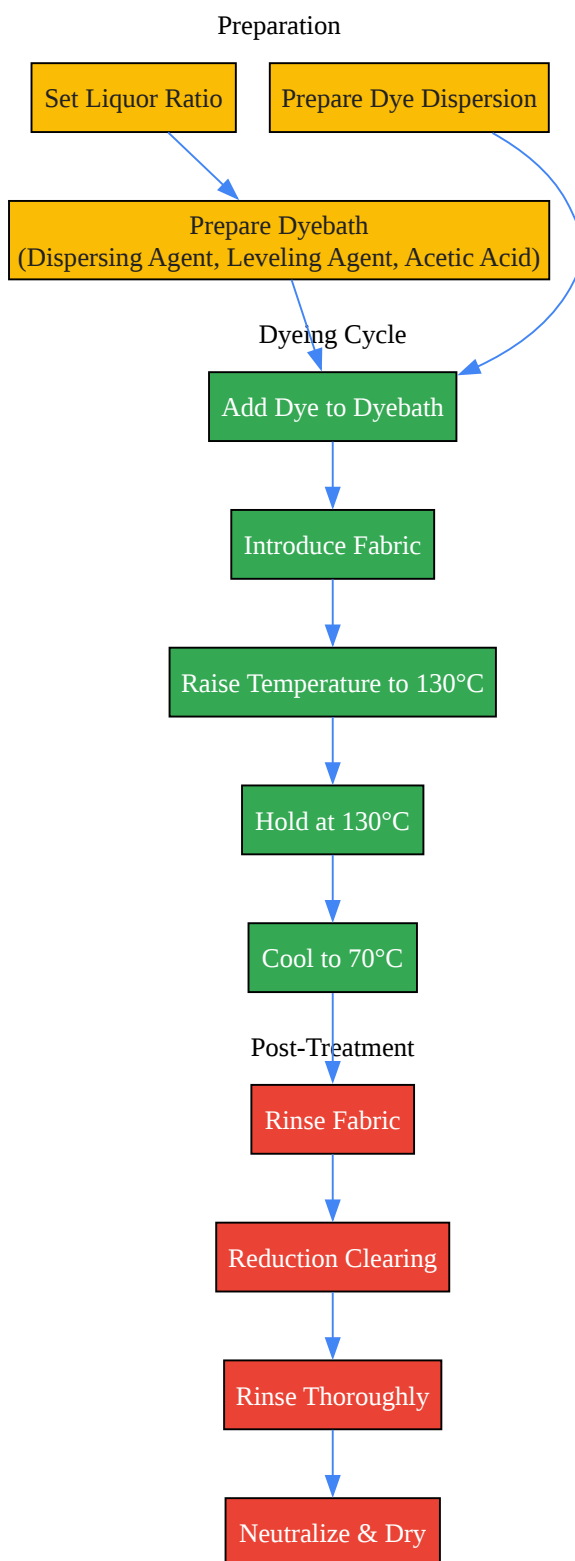 Preparation
Set Liquor Ratio
Prepare Dye Dispersion
Prepare Dyebath
(Dispersing Agent, Leveling Agent, Acetic Acid)
Dyeing Cycle
Add Dye to Dyebath
Introduce Fabric
Raise Temperature to 130°C
Hold at 130°C
Cool to 70°C
Post-Treatment
Rinse Fabric
Reduction Clearing
Rinse Thoroughly
Neutralize & Dry